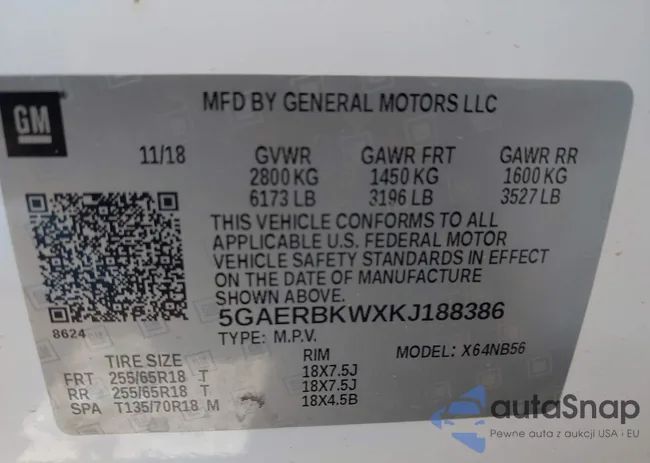 GM
MFD BY GENERAL MOTORS LLC
11/18 GVWR GAWR FRT GAWR RR
2800 KG 1450 KG 1600 KG
6173 LB 3196 LB 3527 LB
THIS VEHICLE CONFORMS TO ALL
APPLICABLE U.S. FEDERAL MOTOR
VEHICLE SAFETY STANDARDS IN EFFECT
ON THE DATE OF MANUFACTURE
SHOWN ABOVE.
8624
5GAERBKWXKJ188386
TYPE: M.P.V. MODEL: X64NB56
TIRE SIZE RIM
FRT 255/65R18 T 18X7.5J
RR 255/65R18 T 18X7.5J
SPA T135/70R18 M 18X4.5B
autaSnap
Pewne auta z aukcji USA i EU